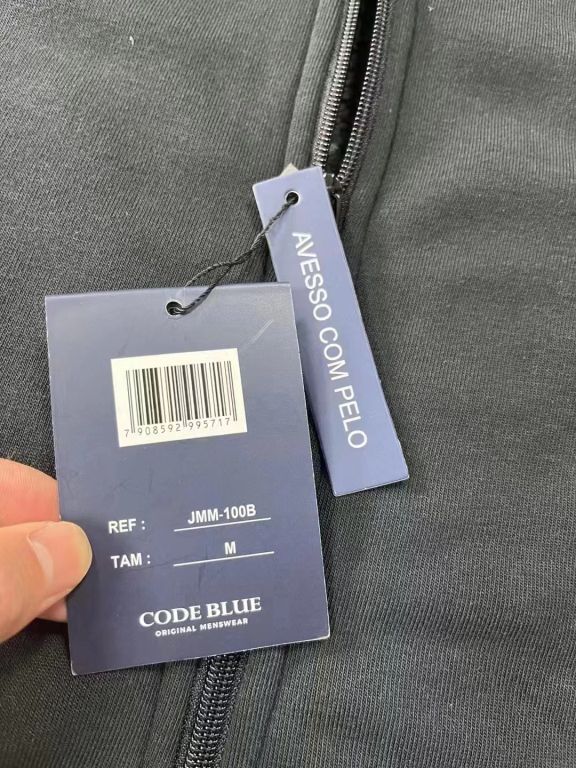 AVESSO COM PELO
7 908592 995717
REF : JMM-100B
TAM : M
CODE BLUE
ORIGINAL MENSWEAR